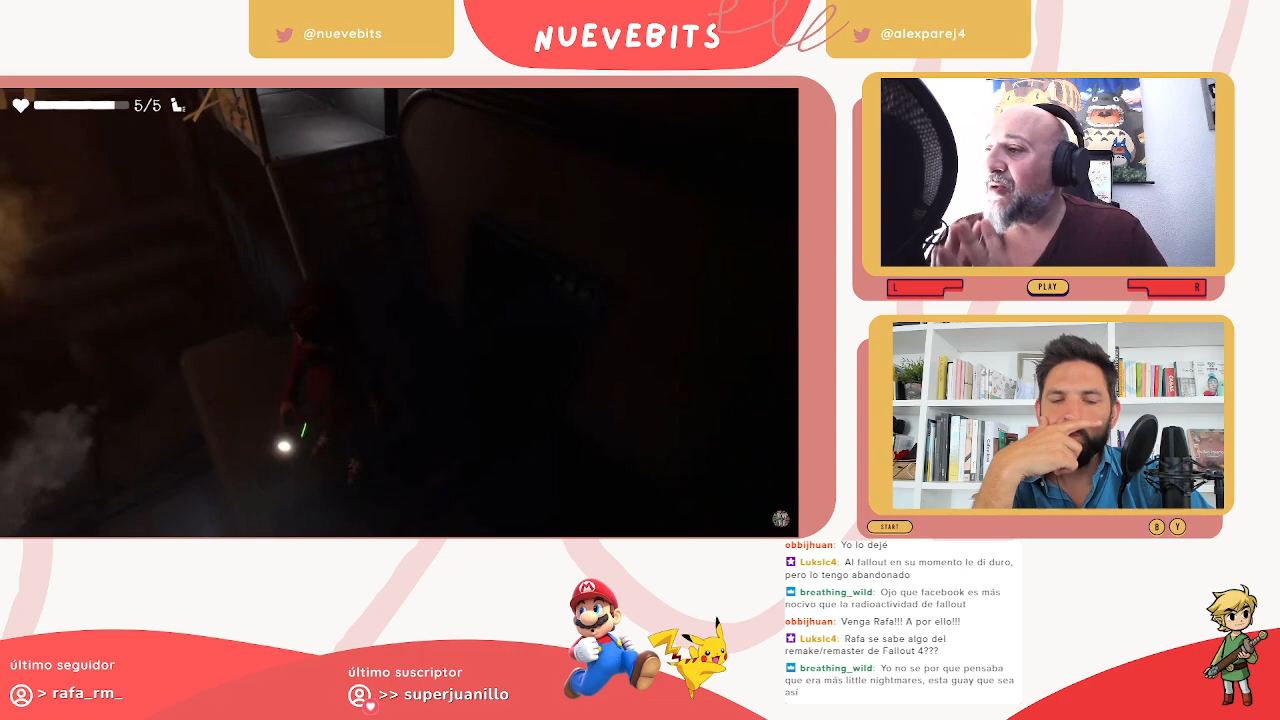 @nuevebits
NUEVEBITS
@alexparej4
5/5
L
PLAY
R
START
B
Y
obbijhuan: Yo lo dejé
Lukslc4: Al fallout en su momento le di duro,
pero lo tengo abandonado
breathing_wild: Ojo que facebook es más
nocivo que la radioactividad de fallout
obbijhuan: Venga Rafa!!! A por ello!!!
Lukslc4: Rafa se sabe algo del
remake/remaster de Fallout 4???
breathing_wild: Yo no se por que pensaba
que era más little nightmares, esta guay que sea
así
último seguidor
> rafa_rm_
último suscriptor
>> superjuanillo